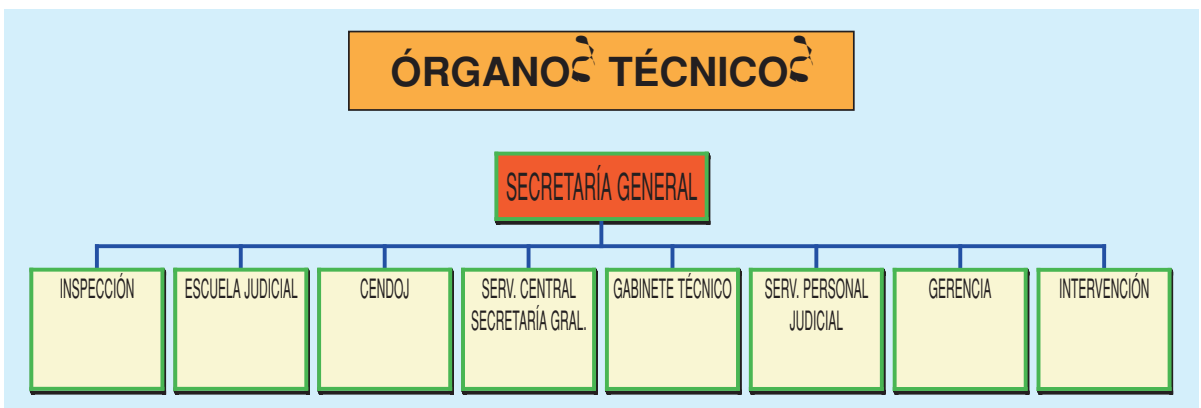 ÓRGANOS TÉCNICOS
SECRETARÍA GENERAL
INSPECCIÓN
ESCUELA JUDICIAL
CENDOJ
SERV. CENTRAL
SECRETARÍA GRAL.
GABINETE TÉCNICO
SERV. PERSONAL
JUDICIAL
GERENCIA
INTERVENCIÓN